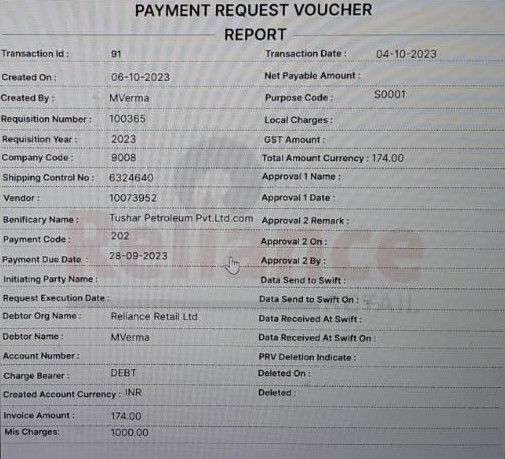 PAYMENT REQUEST VOUCHER
REPORT
Transaction Id : 91 Transaction Date : 04-10-2023
Created On : 06-10-2023 Net Payable Amount :
Created By : MVerma Purpose Code : S0001
Requisition Number : 100365 Local Charges :
Requisition Year : 2023 GST Amount :
Company Code : 9008 Total Amount Currency : 174.00
Shipping Control No : 6324640 Approval 1 Name :
Vendor : 10073952 Approval 1 Date :
Benificary Name : Tushar Petroleum Pvt.Ltd.com Approval 2 Remark :
Payment Code : 202 Approval 2 On :
Payment Due Date : 28-09-2023 Approval 2 By :
Initiating Party Name : Data Send to Swift :
Request Execution Date : Data Send to Swift On :
Debtor Org Name : Reliance Retail Ltd Data Received At Swift :
Debtor Name : MVerma Data Received At Swift On :
Account Number : PRV Deletion Indicate :
Charge Bearer : DEBT Deleted On :
Created Account Currency : INR Deleted :
Invoice Amount : 174.00
Mis Charges: 1000.00
Reliance
RETAIL